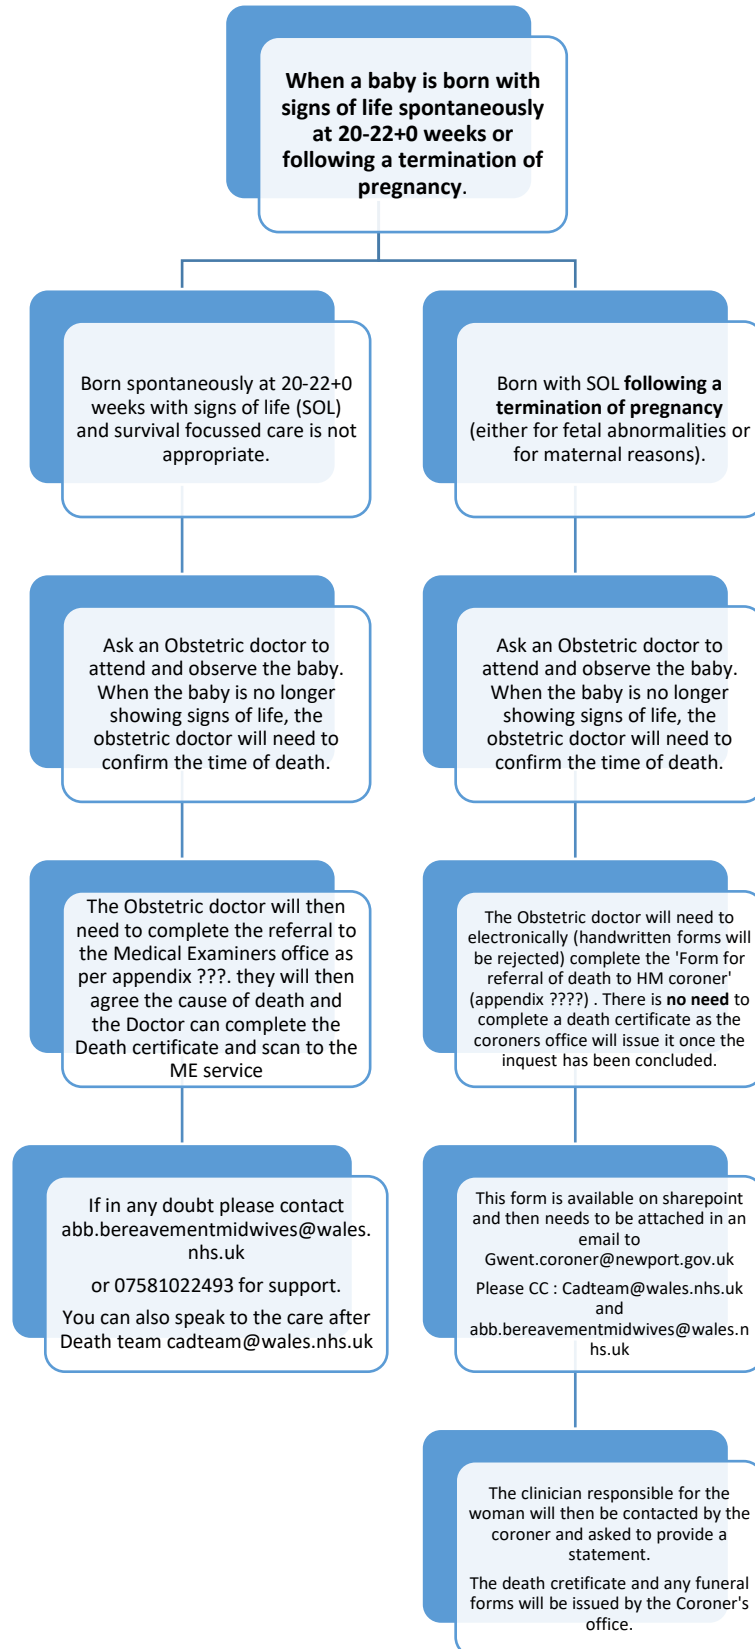 When a baby is born with
signs of life spontaneously
at 20-22+0 weeks or
following a termination of
pregnancy.
Born spontaneously at 20-22+0
weeks with signs of life (SOL)
and survival focussed care is not
appropriate.
Born with SOL following a
termination of pregnancy
(either for fetal abnormalities or
for maternal reasons).
Ask an Obstetric doctor to
attend and observe the baby.
When the baby is no longer
showing signs of life, the
obstetric doctor will need to
confirm the time of death.
Ask an Obstetric doctor to
attend and observe the baby.
When the baby is no longer
showing signs of life, the
obstetric doctor will need to
confirm the time of death.
The Obstetric doctor will then
need to complete the referral to
the Medical Examiners office as
per appendix ???. they will then
agree the cause of death and
the Doctor can complete the
Death certificate and scan to the
ME service
The Obstetric doctor will need to
electronically (handwritten forms will
be rejected) complete the 'Form for
referral of death to HM coroner'
(appendix ????) . There is no need to
complete a death certificate as the
coroners office will issue it once the
inquest has been concluded.
If in any doubt please contact
abb.bereavementmidwives@wales.
nhs.uk
or 07581022493 for support.
You can also speak to the care after
Death team cadteam@wales.nhs.uk
This form is available on sharepoint
and then needs to be attached in an
email to
Gwent.coroner@newport.gov.uk
Please CC : Cadteam@wales.nhs.uk
and
abb.bereavementmidwives@wales.n
hs.uk
The clinician responsible for the
woman will then be contacted by the
coroner and asked to provide a
statement.
The death cretificate and any funeral
forms will be issued by the Coroner's
office.